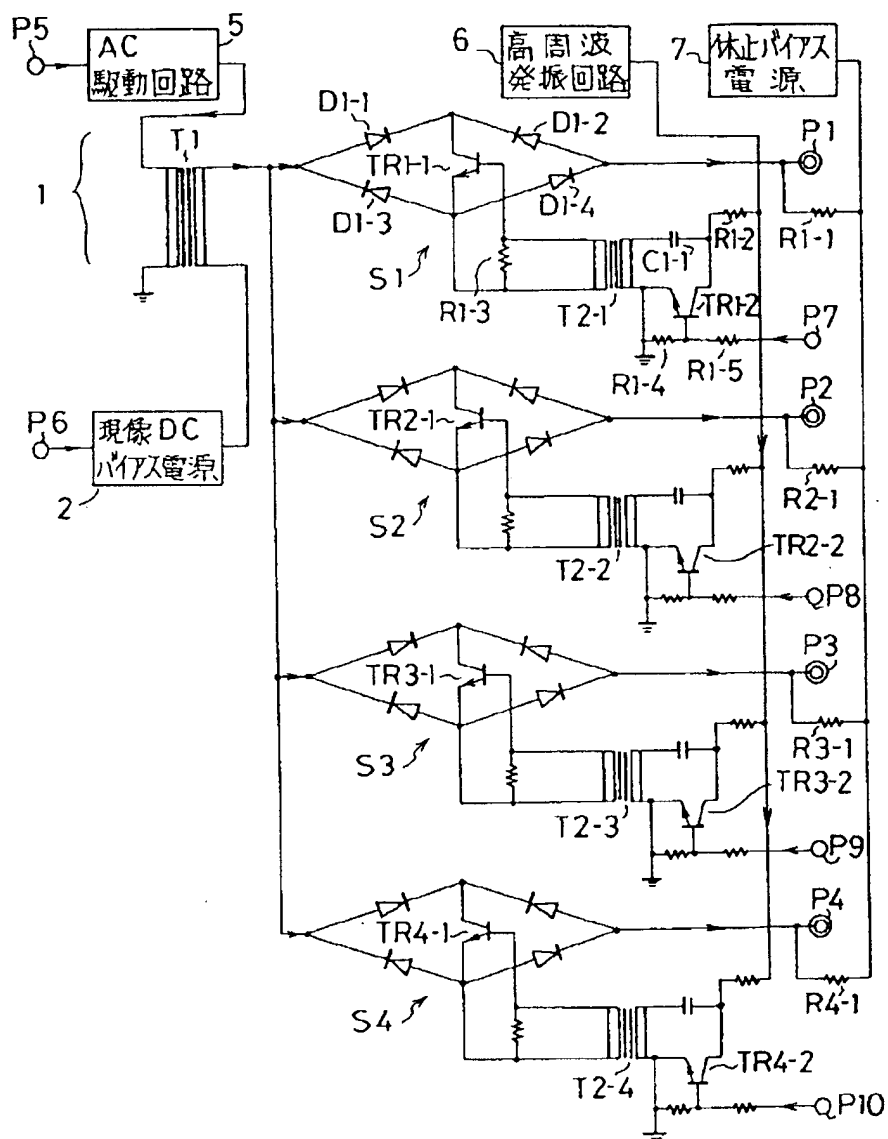 P5
AC
駆動回路
5
6
高周波
発振回路
7
休止バイアス
電源
1
T1
D1-1
D1-2
TR1-1
D1-3
D1-4
P1
R1-2
R1-1
C1-1
S1
R1-3
T2-1
TR1-2
P7
R1-4
R1-5
P6
現像DC
バイアス電源
2
TR2-1
P2
R2-1
S2
T2-2
TR2-2
P8
TR3-1
P3
R3-1
S3
T2-3
TR3-2
P9
TR4-1
P4
R4-1
S4
T2-4
TR4-2
P10